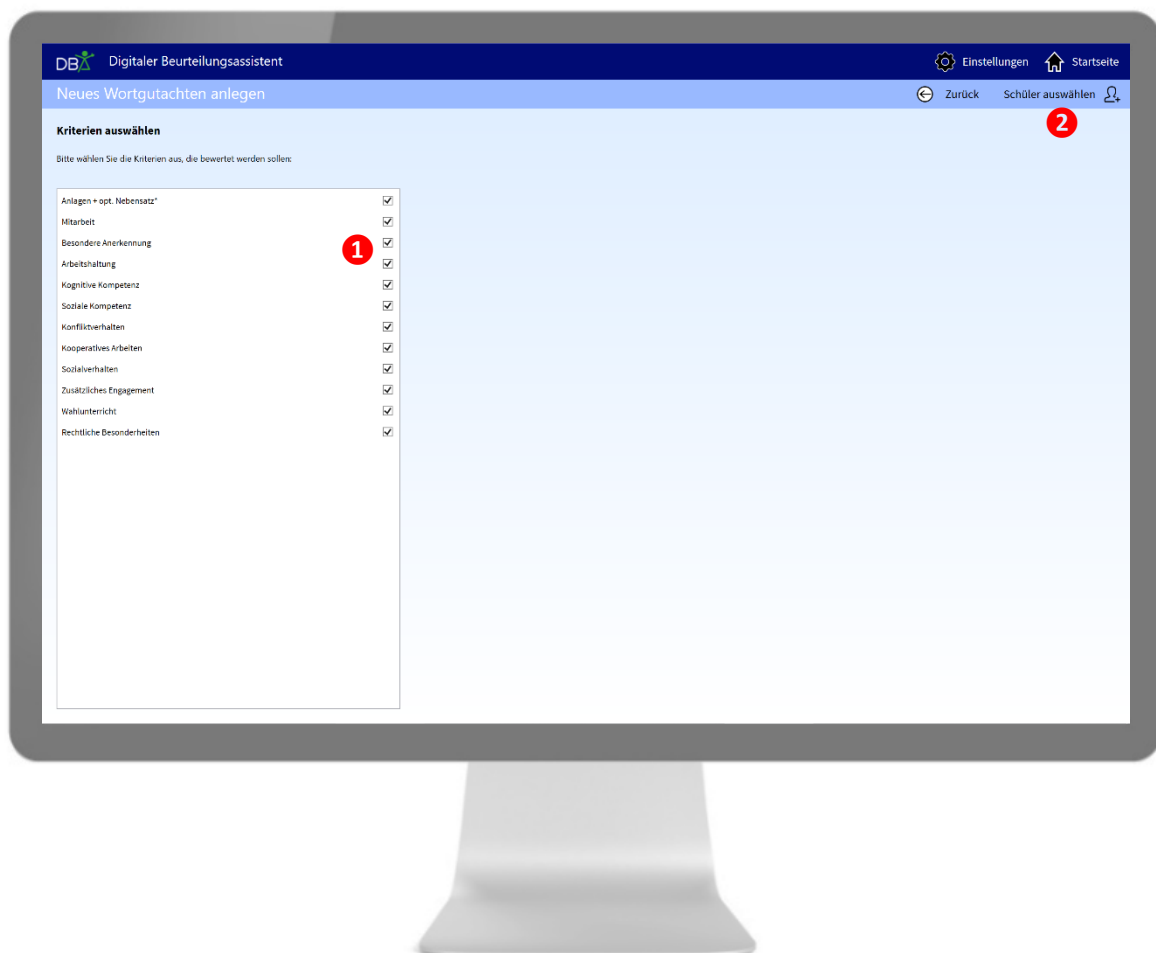 DBA Digitaler Beurteilungsassistent Einstellungen Startseite
Neues Wortgutachten anlegen Zurück Schüler auswählen
2
Kriterien auswählen
Bitte wählen Sie die Kriterien aus, die bewertet werden sollen:
Anlagen + opt. Nebensatz*
Mitarbeit
Besondere Anerkennung
1
Arbeitshaltung
Kognitive Kompetenz
Soziale Kompetenz
Konfliktverhalten
Kooperatives Arbeiten
Sozialverhalten
Zusätzliches Engagement
Wahlunterricht
Rechtliche Besonderheiten